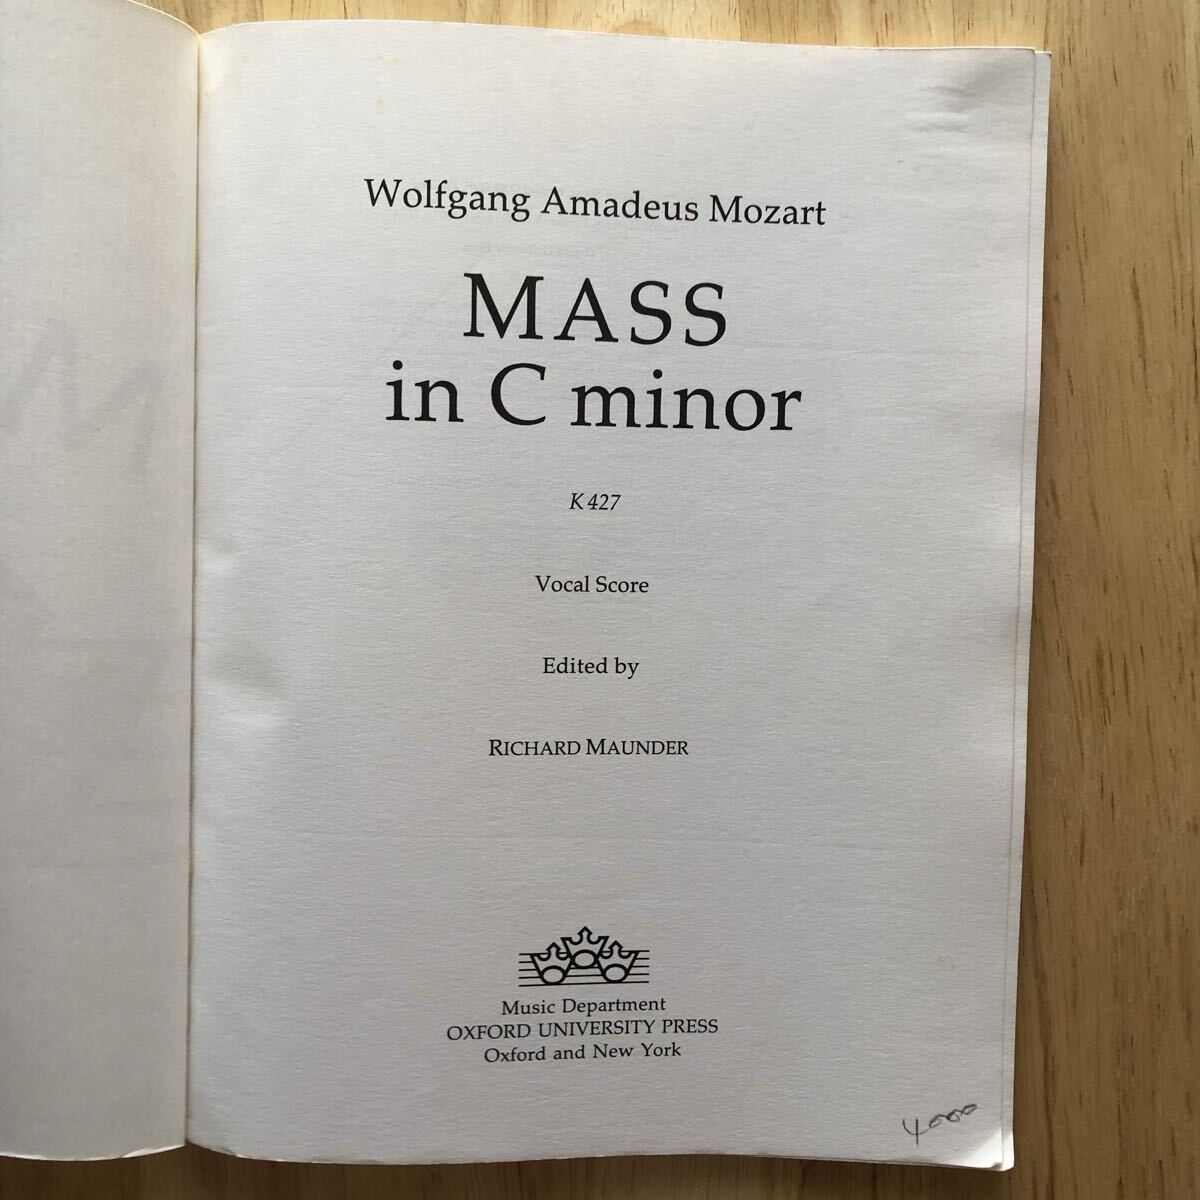 Wolfgang Amadeus Mozart
MASS
in C minor
K 427
Vocal Score
Edited by
RICHARD MAUNDER
Music Department
OXFORD UNIVERSITY PRESS
Oxford and New York
4000